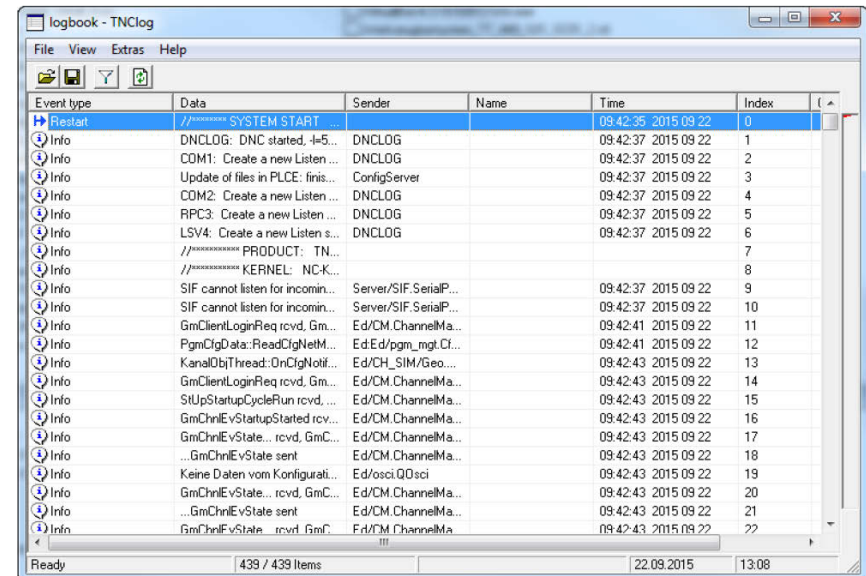 logbook - TNClog
File View Extras Help
Event type Data Sender Name Time Index (
Restart //******** SYSTEM START ... 09:42:35 2015 09 22 0
Info DNCLOG: DNC started, -l=5... DNCLOG 09:42:37 2015 09 22 1
Info COM1: Create a new Listen ... DNCLOG 09:42:37 2015 09 22 2
Info Update of files in PLCE: finis... ConfigServer 09:42:37 2015 09 22 3
Info COM2: Create a new Listen ... DNCLOG 09:42:37 2015 09 22 4
Info RPC3: Create a new Listen ... DNCLOG 09:42:37 2015 09 22 5
Info LSV4: Create a new Listen s... DNCLOG 09:42:37 2015 09 22 6
Info //*********** PRODUCT: TN... 7
Info //*********** KERNEL: NC-K... 8
Info SIF cannot listen for incomin... Server/SIF.SerialP... 09:42:37 2015 09 22 9
Info SIF cannot listen for incomin... Server/SIF.SerialP... 09:42:37 2015 09 22 10
Info GmClientLoginReq rcvd, Gm... Ed/CM.ChannelMa... 09:42:41 2015 09 22 11
Info PgmCfgData::ReadCfgNetM... Ed:Ed/pgm_mgt.Cf... 09:42:41 2015 09 22 12
Info KanalObjThread::OnCfgNotif... Ed/CH_SIM/Geo.... 09:42:43 2015 09 22 13
Info GmClientLoginReq rcvd, Gm... Ed/CM.ChannelMa... 09:42:43 2015 09 22 14
Info StUpStartupCycleRun rcvd, ... Ed/CM.ChannelMa... 09:42:43 2015 09 22 15
Info GmChnlEvStartupStarted rcv... Ed/CM.ChannelMa... 09:42:43 2015 09 22 16
Info GmChnlEvState... rcvd, GmC... Ed/CM.ChannelMa... 09:42:43 2015 09 22 17
Info ...GmChnlEvState sent Ed/CM.ChannelMa... 09:42:43 2015 09 22 18
Info Keine Daten vom Konfigurati... Ed/osci.QOsci 09:42:43 2015 09 22 19
Info GmChnlEvState... rcvd, GmC... Ed/CM.ChannelMa... 09:42:43 2015 09 22 20
Info ...GmChnlEvState sent Ed/CM.ChannelMa... 09:42:43 2015 09 22 21
Info GmChnlEvState... rcvd, GmC... Ed/CM.ChannelMa... 09:42:43 2015 09 22 22
Ready 439 / 439 Items 22.09.2015 13:08